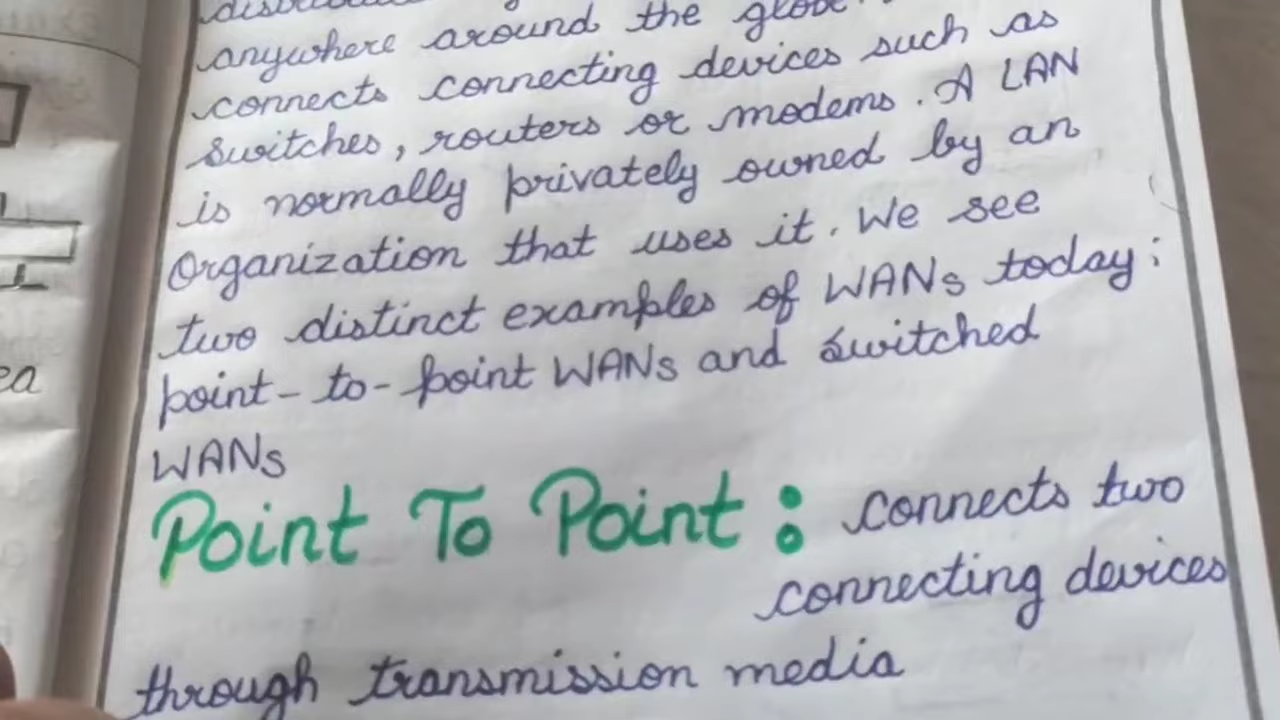 anywhere around the globe
connects connecting devices such as
switches, routers or modems. A LAN
is normally privately owned by an
Organization that uses it. We see
two distinct examples of WANs today:
point-to-point WANs and switched
WANs
Point To Point : connects two
connecting devices
through transmission media